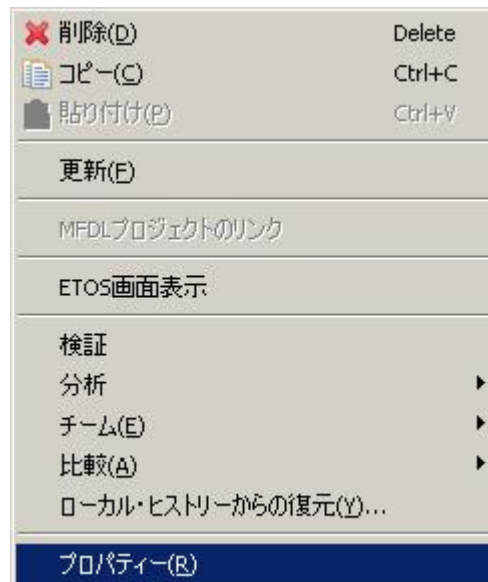 削除(D) Delete
コピー(C) Ctrl+C
貼り付け(P) Ctrl+V
更新(F)
MFDLプロジェクトのリンク
ETOS画面表示
検証
分析
チーム(E)
比較(A)
ローカル・ヒストリーからの復元(Y)...
プロパティー(R)